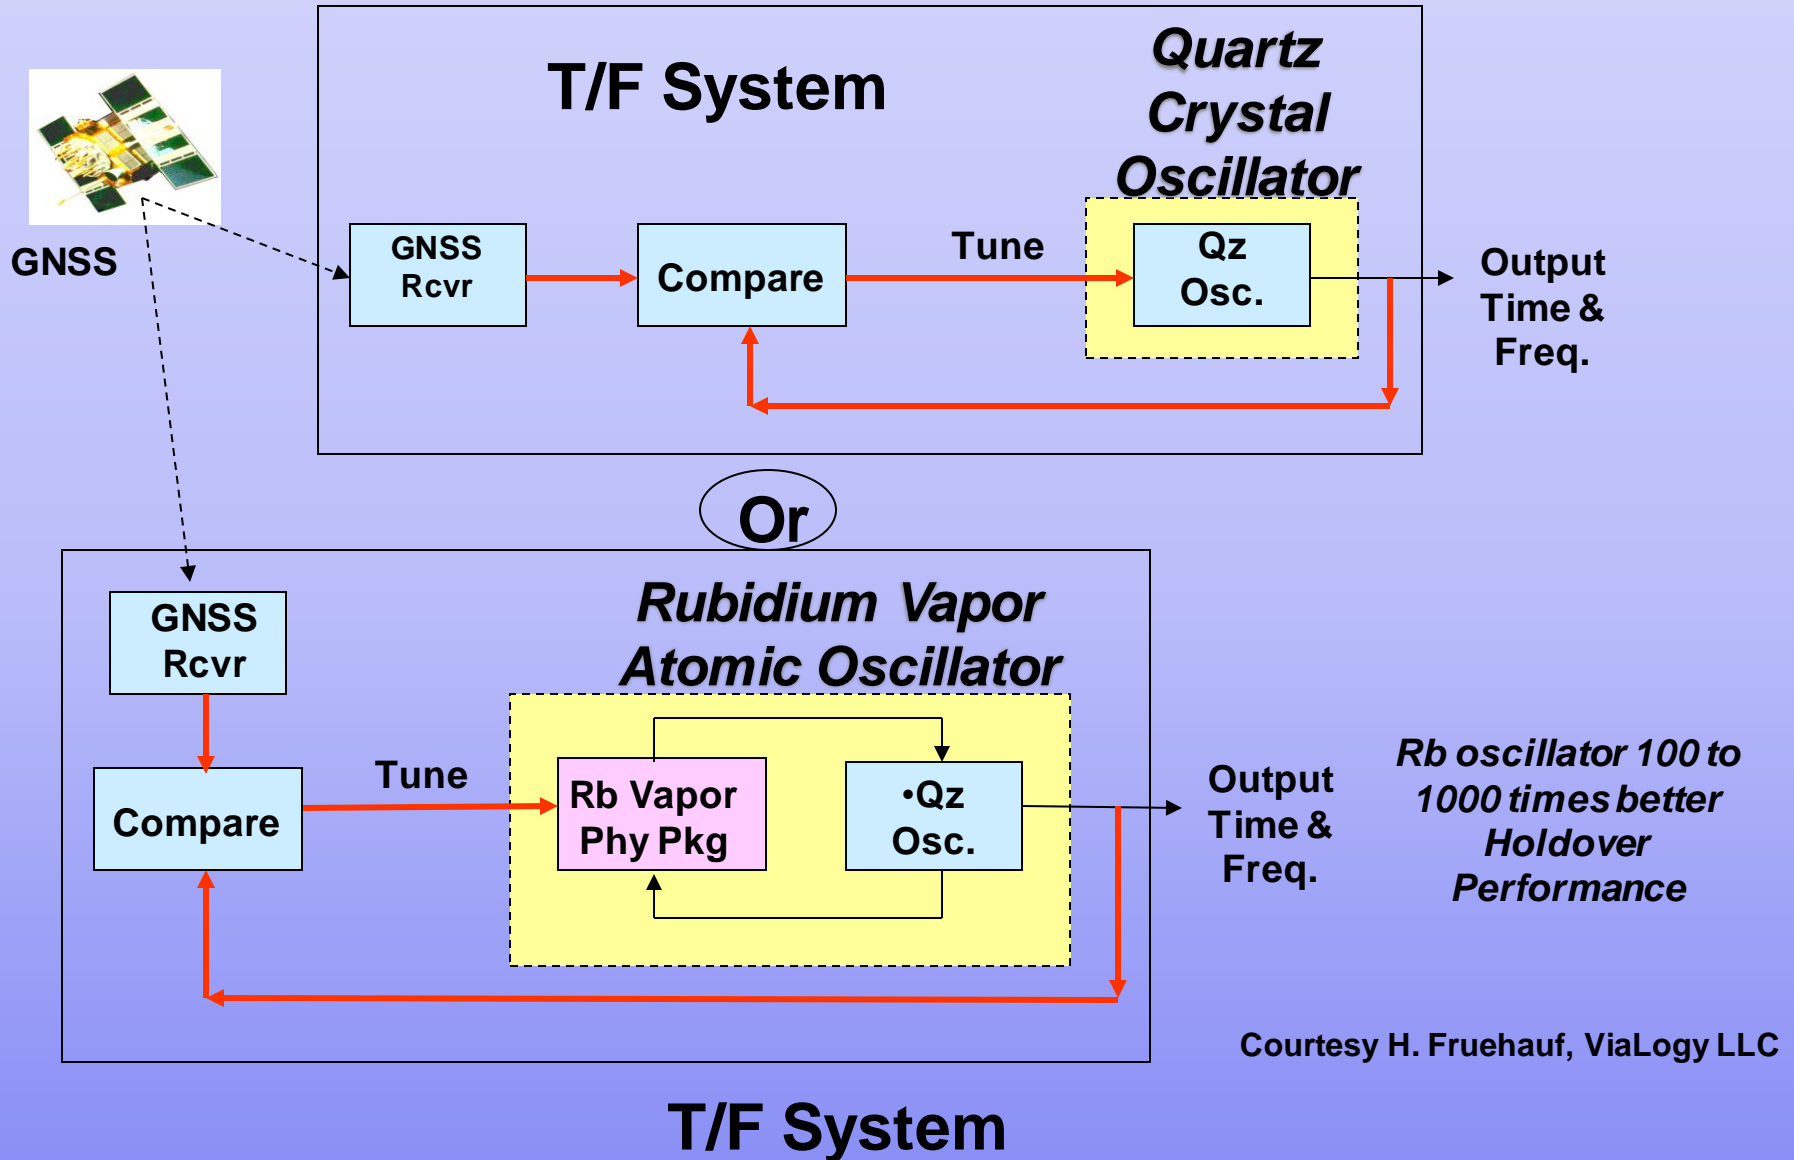 T/F System
Quartz
Crystal
Oscillator
GNSS
GNSS
Rcvr
Compare
Tune
Qz
Osc.
Output
Time &
Freq.
Or
Rubidium Vapor
Atomic Oscillator
GNSS
Rcvr
Compare
Tune
Rb Vapor
Phy Pkg
•Qz
Osc.
Output
Time &
Freq.
Rb oscillator 100 to
1000 times better
Holdover
Performance
Courtesy H. Fruehauf, ViaLogy LLC
T/F System